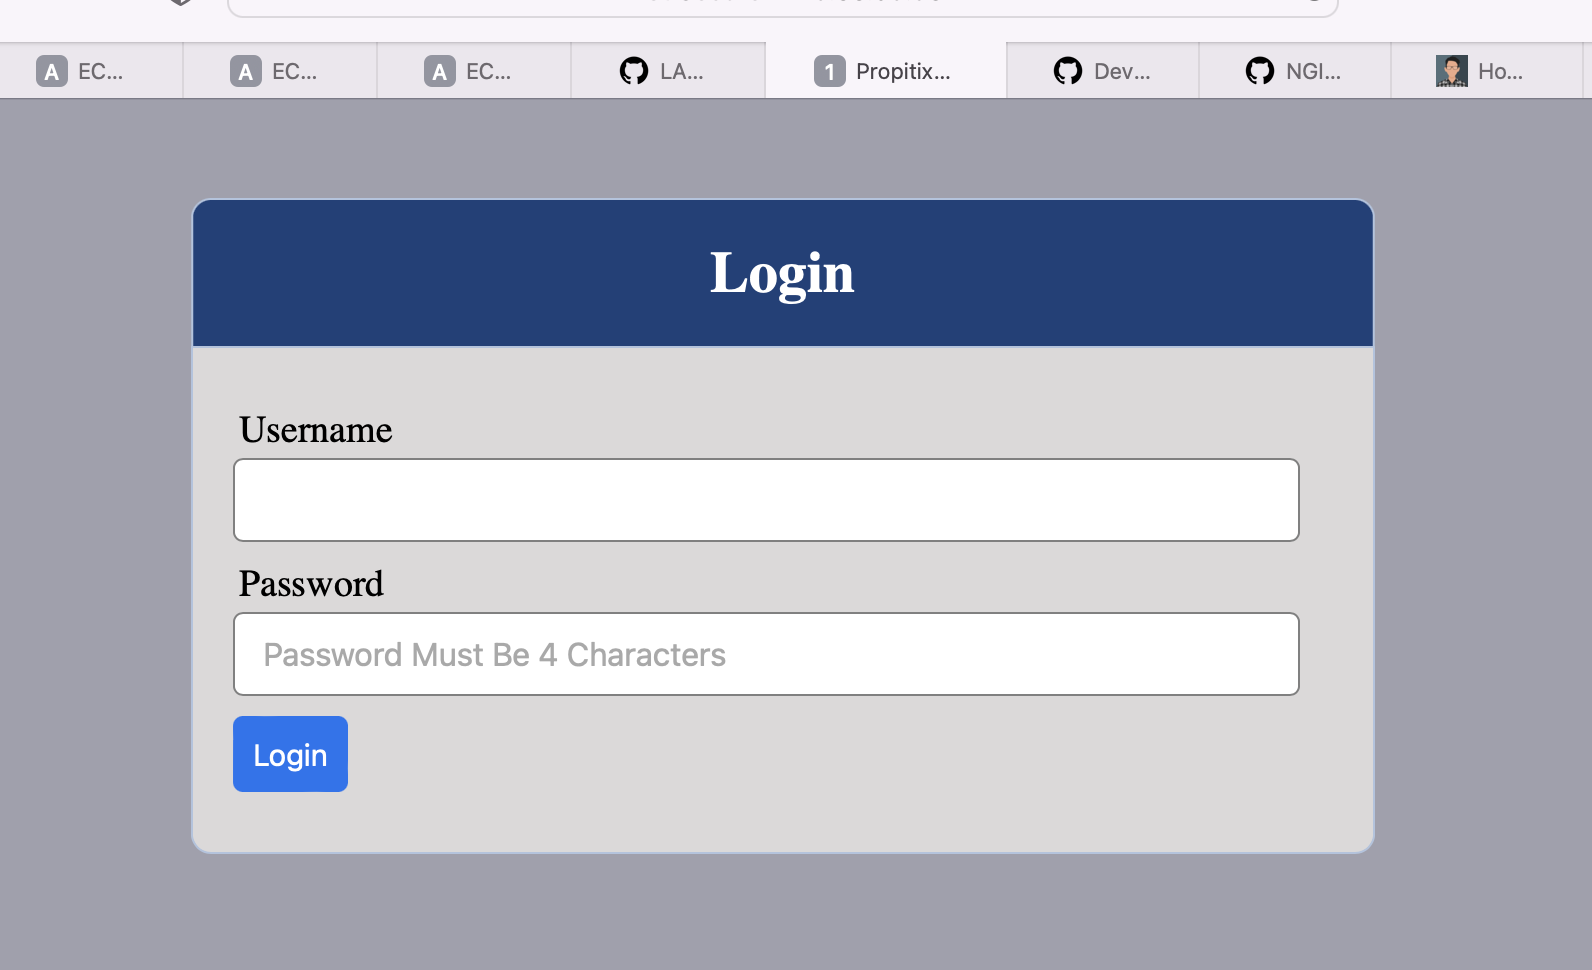 A EC... A EC... A EC... LA... 1 Propitix... Dev... NGI... Ho...
Login
Username
Password
Password Must Be 4 Characters
Login